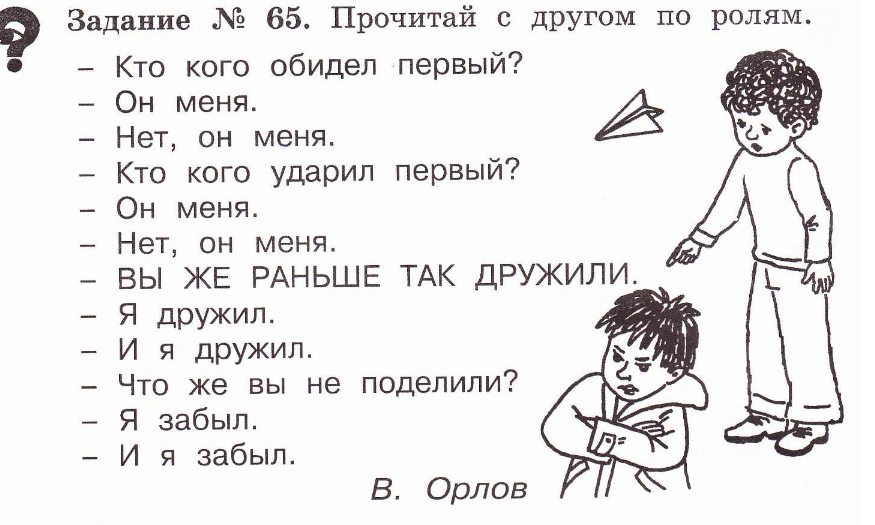 Задание № 65. Прочитай с другом по ролям.
– Кто кого обидел первый?
– Он меня.
– Нет, он меня.
– Кто кого ударил первый?
– Он меня.
– Нет, он меня.
– ВЫ ЖЕ РАНЬШЕ ТАК ДРУЖИЛИ.
– Я дружил.
– И я дружил.
– Что же вы не поделили?
– Я забыл.
– И я забыл.
В. Орлов